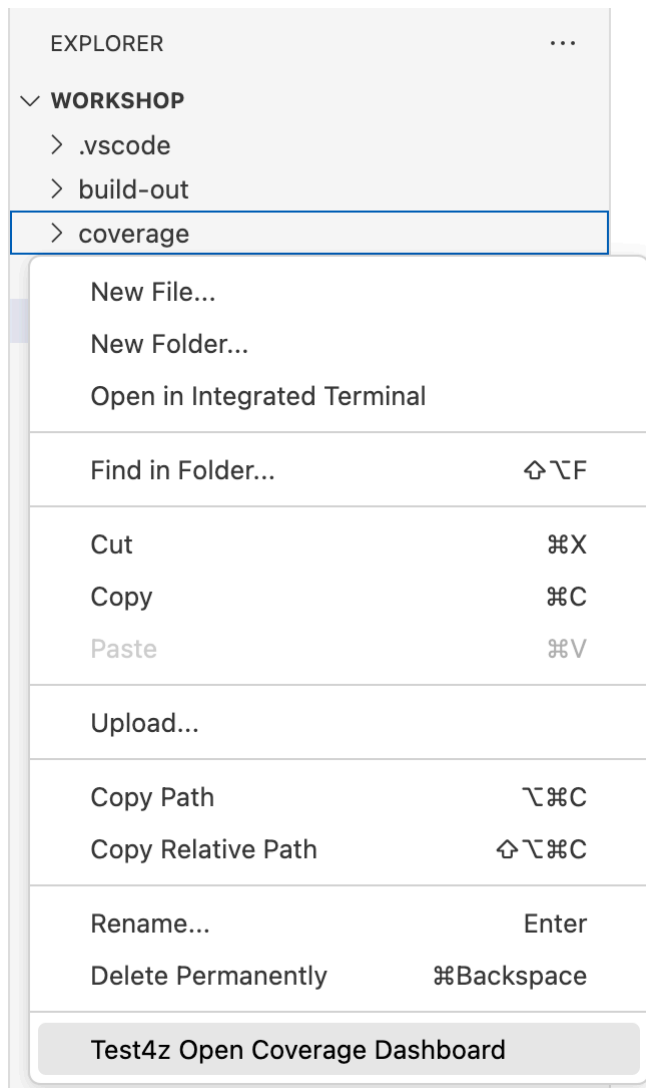 EXPLORER ...
WORKSHOP
.vscode
build-out
coverage
New File...
New Folder...
Open in Integrated Terminal
Find in Folder... ⇧⌥F
Cut ⌘X
Copy ⌘C
Paste ⌘V
Upload...
Copy Path ⌥⌘C
Copy Relative Path ⇧⌥⌘C
Rename... Enter
Delete Permanently ⌘Backspace
Test4z Open Coverage Dashboard